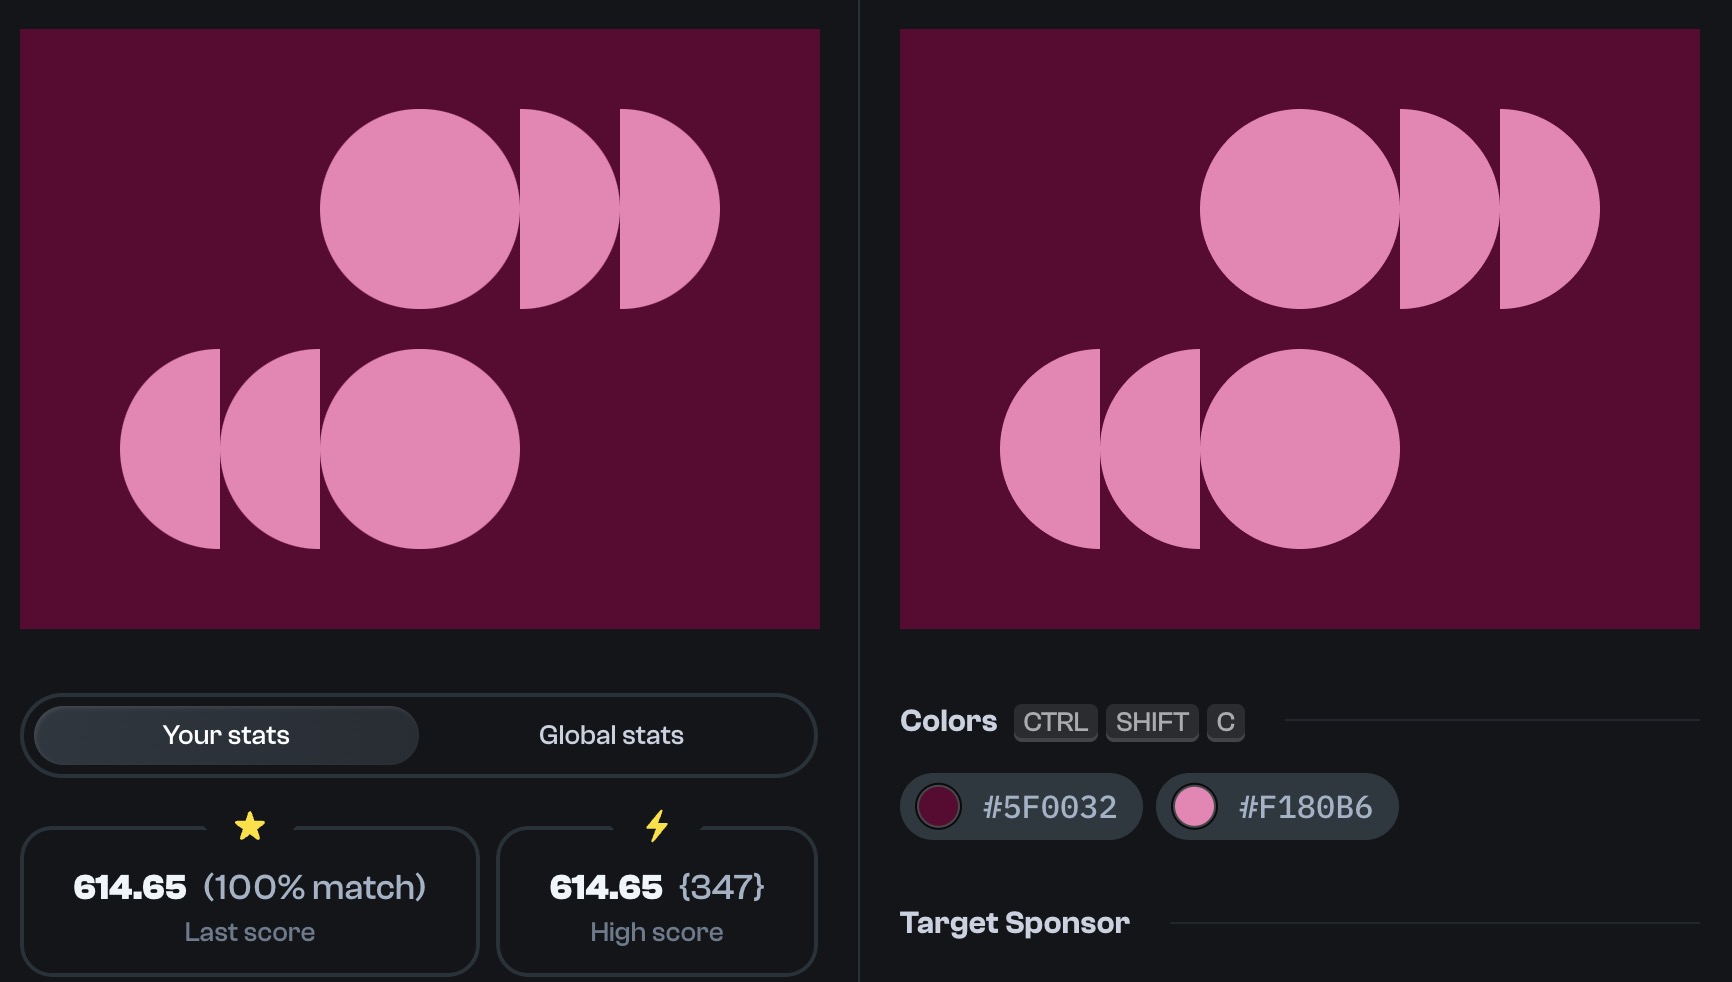 Your stats
Global stats
614.65 (100% match)
Last score
614.65 {347}
High score
Colors CTRL SHIFT C
#5F0032
#F180B6
Target Sponsor